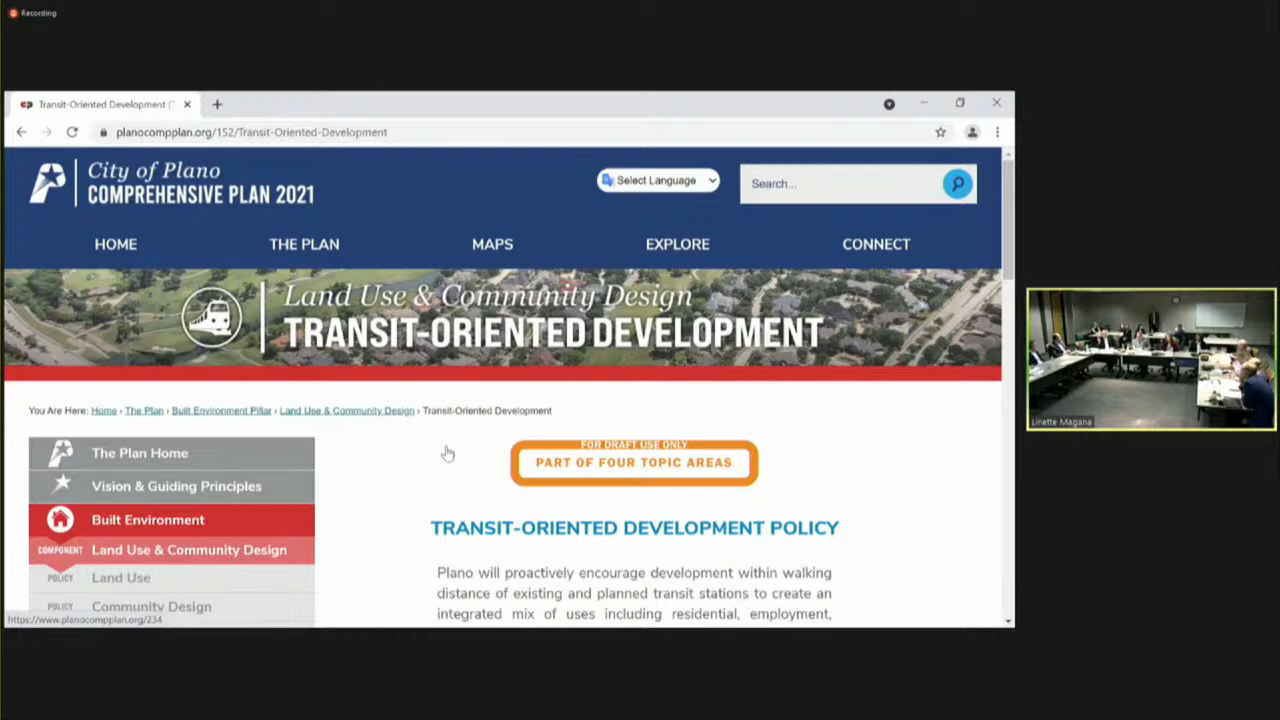 Recording
Transit-Oriented Development (T
planocompplan.org/152/Transit-Oriented-Development
City of Plano
COMPREHENSIVE PLAN 2021
Select Language
Search...
HOME THE PLAN MAPS EXPLORE CONNECT
Land Use & Community Design
TRANSIT-ORIENTED DEVELOPMENT
You Are Here: Home › The Plan › Built Environment Pillar › Land Use & Community Design › Transit-Oriented Development
The Plan Home
Vision & Guiding Principles
Built Environment
COMPONENT Land Use & Community Design
POLICY Land Use
POLICY Community Design
https://www.planocompplan.org/234
FOR DRAFT USE ONLY
PART OF FOUR TOPIC AREAS
TRANSIT-ORIENTED DEVELOPMENT POLICY
Plano will proactively encourage development within walking
distance of existing and planned transit stations to create an
integrated mix of uses including residential, employment,
Linette Magana